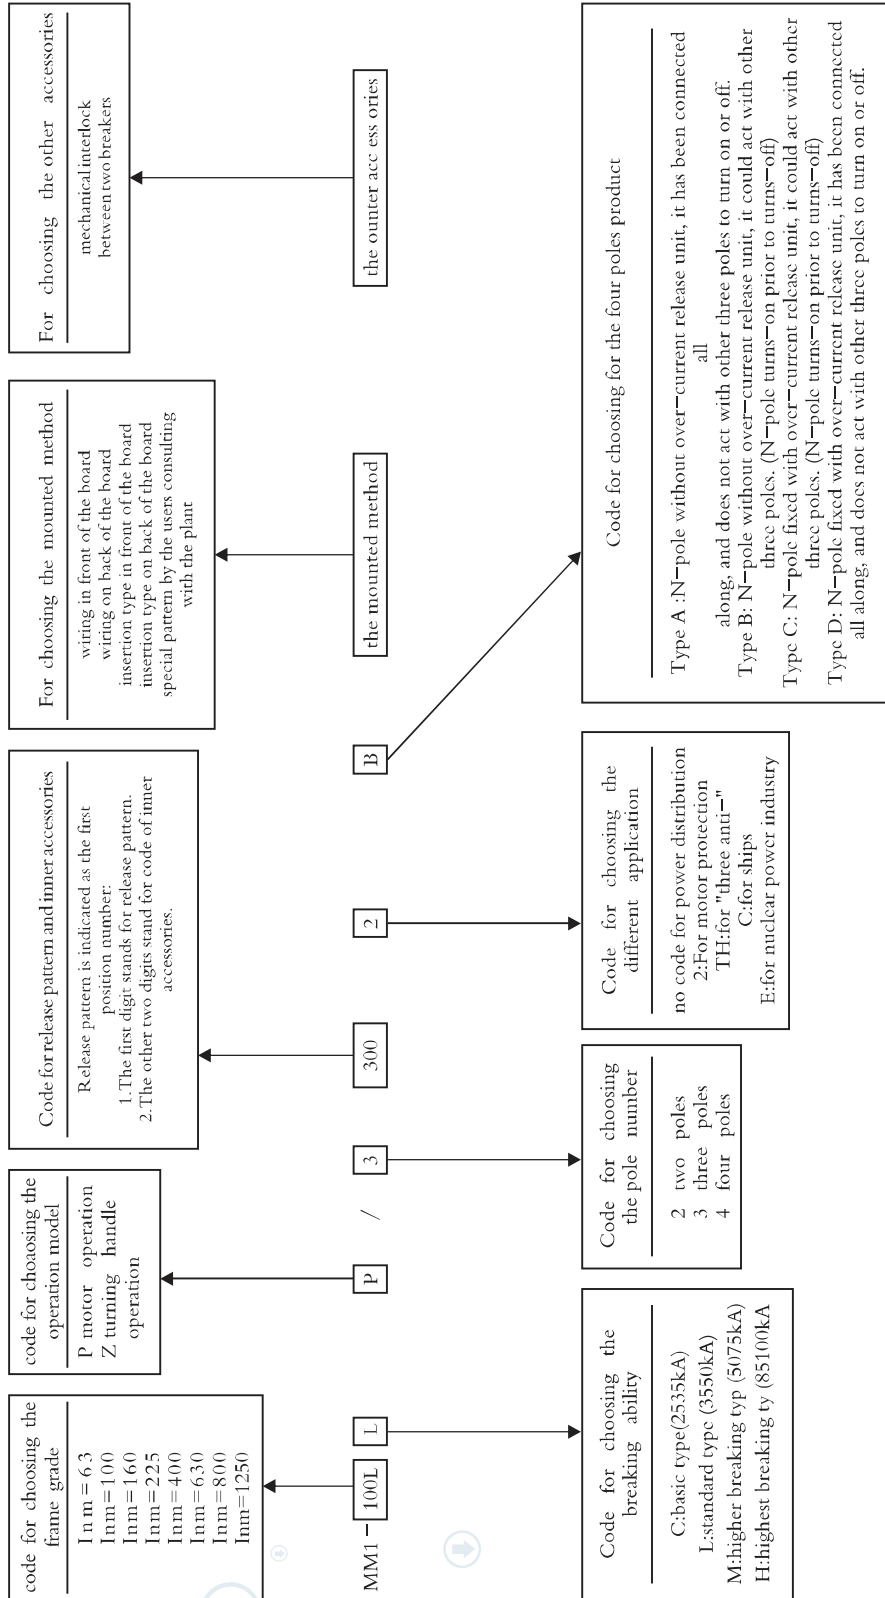 code for choosing the
frame grade
Inm=63
Inm=100
Inm=160
Inm=225
Inm=400
Inm=630
Inm=800
Inm=1250
code for choaosing the
operation model
P motor operation
Z turning handle
operation
Code for release pattern and inner accessories
Release pattern is indicated as the first
position number:
1.The first digit stands for release pattern.
2.The other two digits stand for code of inner
accessories.
For choosing the mounted method
wiring in front of the board
wiring on back of the board
insertion type in front of the board
insertion type on back of the board
special pattern by the users consulting
with the plant
For choosing the other accessories
mechanical interlock
between two breakers
MM1 - 100L L P / 3 300 2 B the mounted method the ounter acc ess ories
Code for choosing the
breaking ability
C:basic type(2535kA)
L:standard type (3550kA)
M:higher breaking typ (5075kA)
H:highest breaking ty (85100kA
Code for choosing
the pole number
2 two poles
3 three poles
4 four poles
Code for choosing the
different application
no code for power distribution
2:For motor protection
TH:for "three anti-"
C:for ships
E:for nuclear power industry
Code for choosing for the four poles product
Type A :N-pole without over-current release unit, it has been connected
all
along, and does not act with other three poles to turn on or off.
Type B: N-pole without over-current release unit, it could act with other
three poles. (N-pole turns-on prior to turns-off)
Type C: N-pole fixed with over-current release unit, it could act with other
three poles. (N-pole turns-on prior to turns-off)
Type D: N-pole fixed with over-current release unit, it has been connected
all along, and does not act with other three poles to turn on or off.